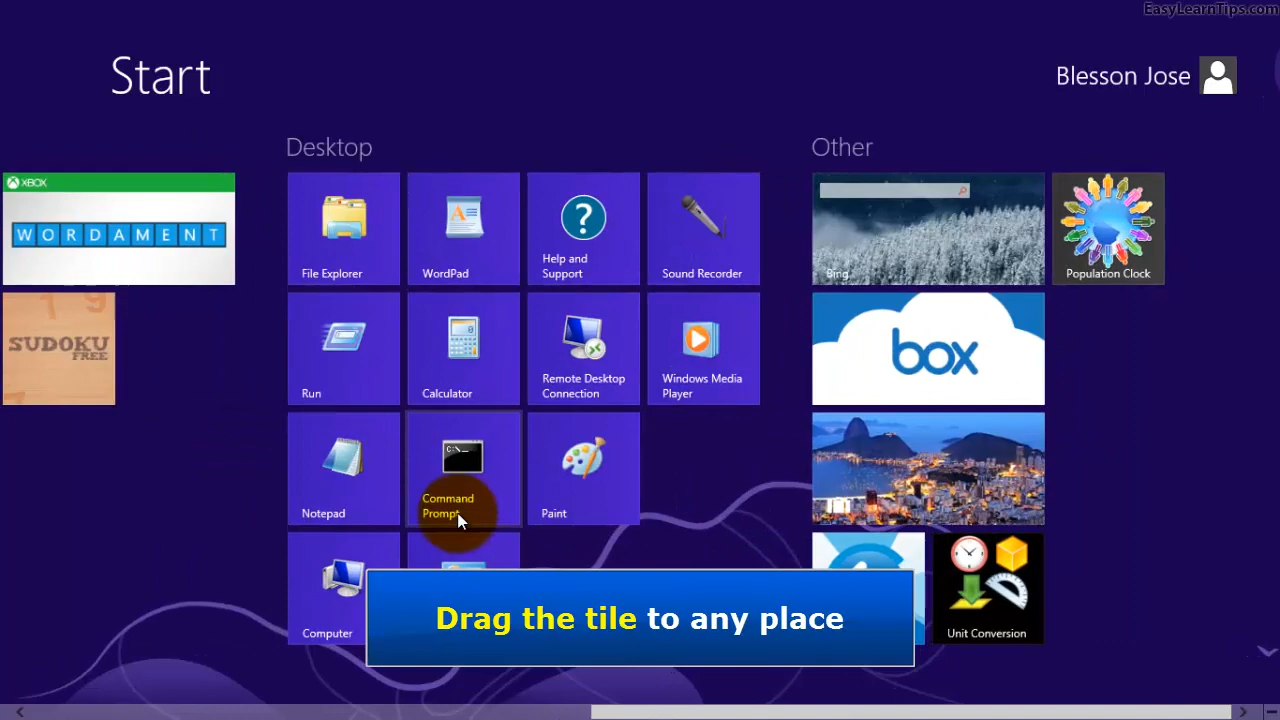 EasyLearnTips.com
Start
Blesson Jose
Desktop
Other
XBOX
WORDAMENT
File Explorer
WordPad
Help and
Support
Sound Recorder
Bing
Population Clock
1 9
SUDOKU
FREE
Run
Calculator
Remote Desktop
Connection
Windows Media
Player
box
C:\_
Notepad
Command
Prompt
Paint
Computer
Unit Conversion
Drag the tile to any place